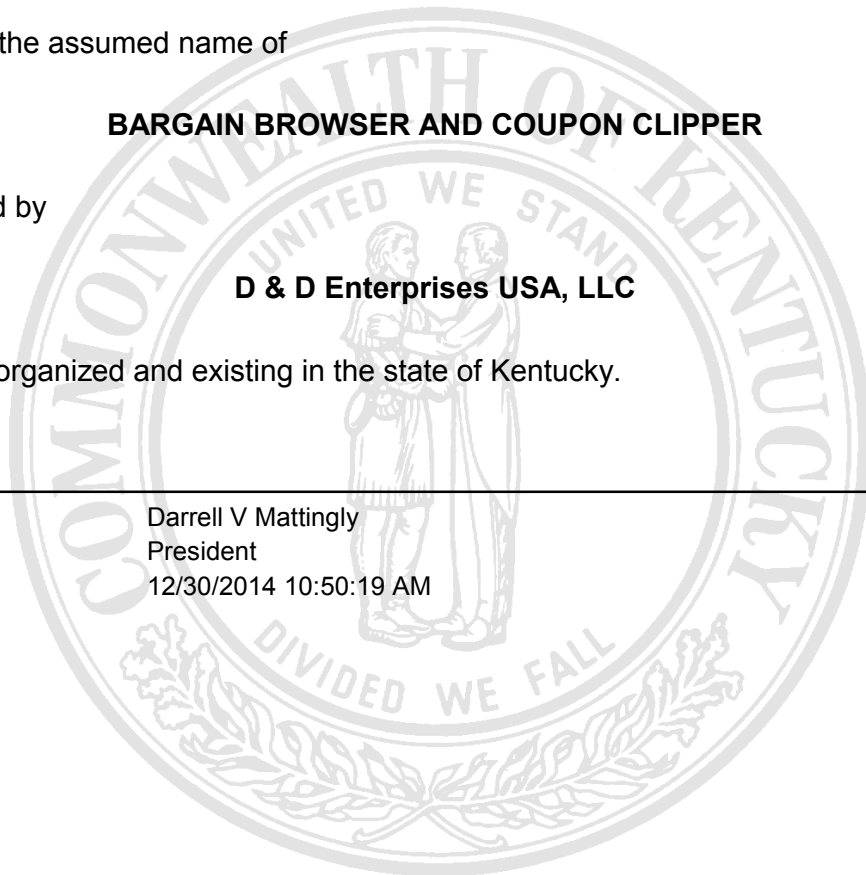 the assumed name of
BARGAIN BROWSER AND COUPON CLIPPER
d by
D & D Enterprises USA, LLC
organized and existing in the state of Kentucky.
Darrell V Mattingly
President
12/30/2014 10:50:19 AM
COMMONWEALTH OF KENTUCKY
UNITED WE STAND
DIVIDED WE FALL